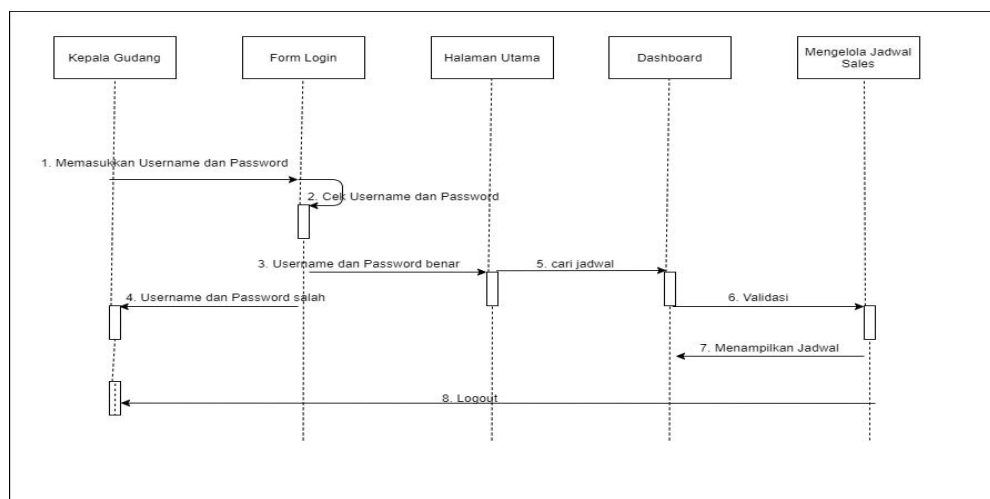 Kepala Gudang
Form Login
Halaman Utama
Dashboard
Mengelola Jadwal
Sales
1. Memasukkan Username dan Password
2. Cek Username dan Password
3. Username dan Password benar
5. cari jadwal
4. Username dan Password salah
6. Validasi
7. Menampilkan Jadwal
8. Logout